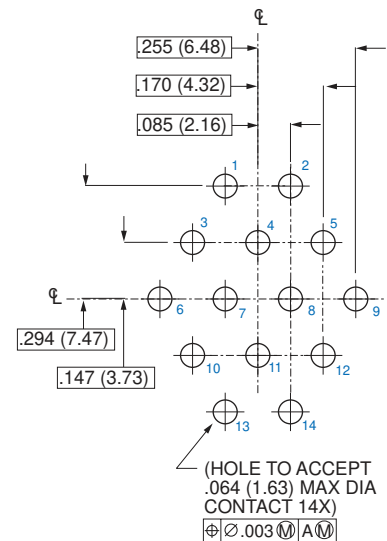 ℄
.255 (6.48)
.170 (4.32)
.085 (2.16)
1 2
3 4 5
℄ 6 7 8 9
.294 (7.47)
.147 (3.73)
10 11 12
13 14
(HOLE TO ACCEPT
.064 (1.63) MAX DIA
CONTACT 14X)
⌖ ∅ .003 Ⓜ A Ⓜ